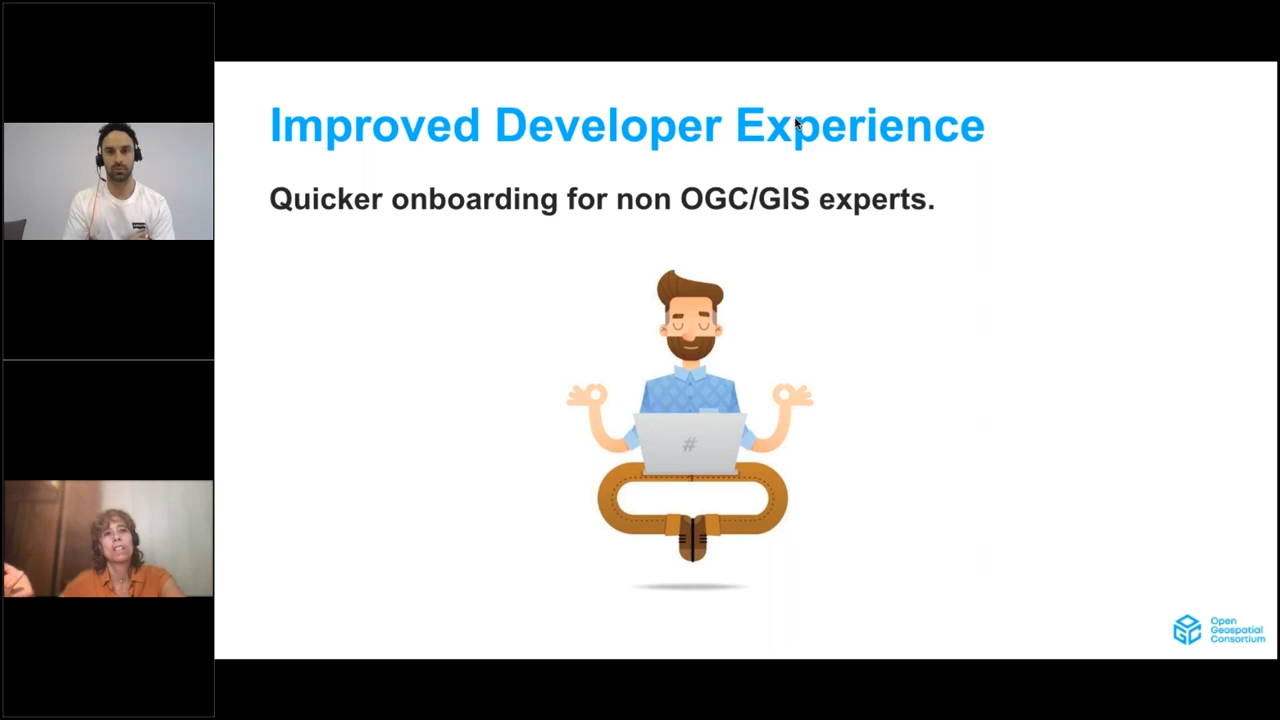 Improved Developer Experience
Quicker onboarding for non OGC/GIS experts.
#
Open
Geospatial
Consortium